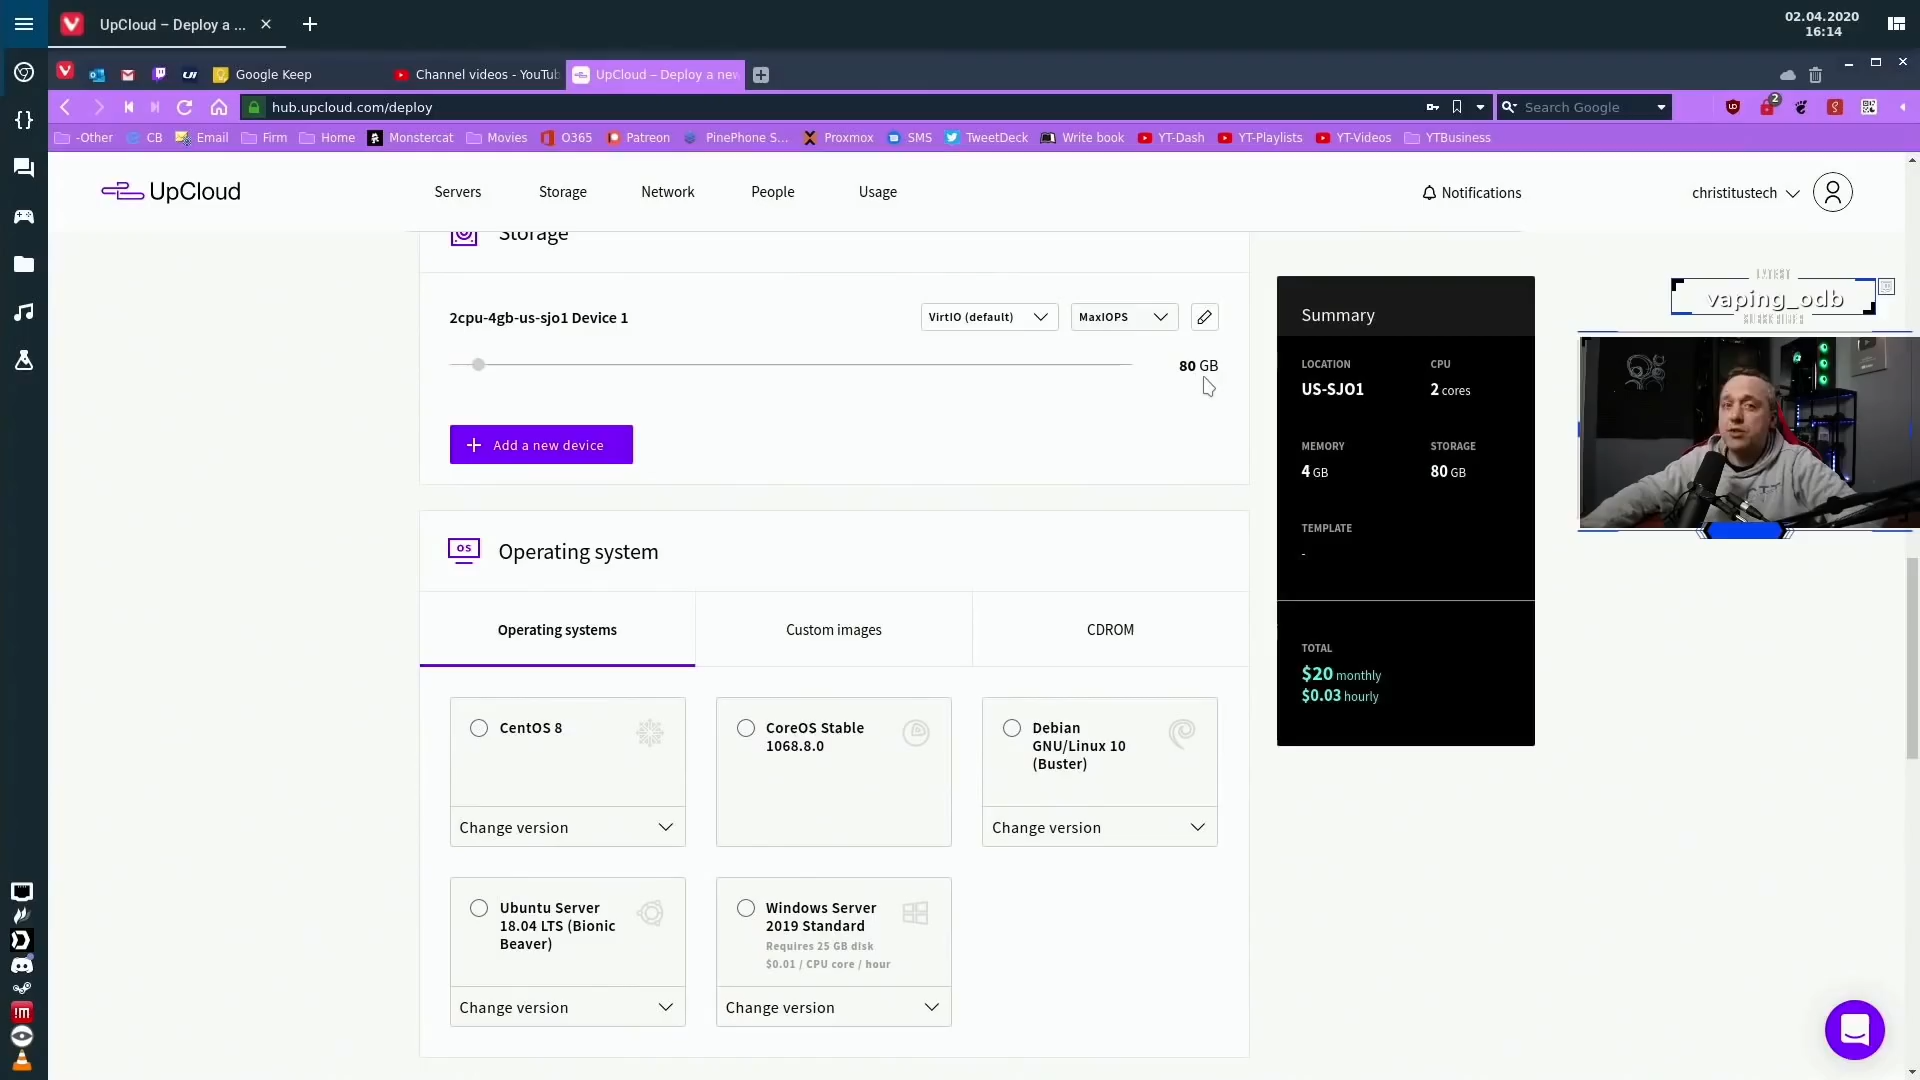 UpCloud – Deploy a ...
02.04.2020
16:14
Google Keep
Channel videos - YouTub
UpCloud – Deploy a new
hub.upcloud.com/deploy
Search Google
2
-Other
CB
Email
Firm
Home
Monstercat
Movies
O365
Patreon
PinePhone S...
Proxmox
SMS
TweetDeck
Write book
YT-Dash
YT-Playlists
YT-Videos
YTBusiness
UpCloud
Servers
Storage
Network
People
Usage
Notifications
christitustech
Storage
2cpu-4gb-us-sjo1 Device 1
VirtIO (default)
MaxIOPS
80 GB
Add a new device
OS
Operating system
Operating systems
Custom images
CDROM
CentOS 8
Change version
CoreOS Stable
1068.8.0
Debian
GNU/Linux 10
(Buster)
Change version
Ubuntu Server
18.04 LTS (Bionic
Beaver)
Change version
Windows Server
2019 Standard
Requires 25 GB disk
$0.01 / CPU core / hour
Change version
Summary
LOCATION
US-SJO1
CPU
2 cores
MEMORY
4 GB
STORAGE
80 GB
TEMPLATE
-
TOTAL
$20 monthly
$0.03 hourly
LATEST
vaping_odb